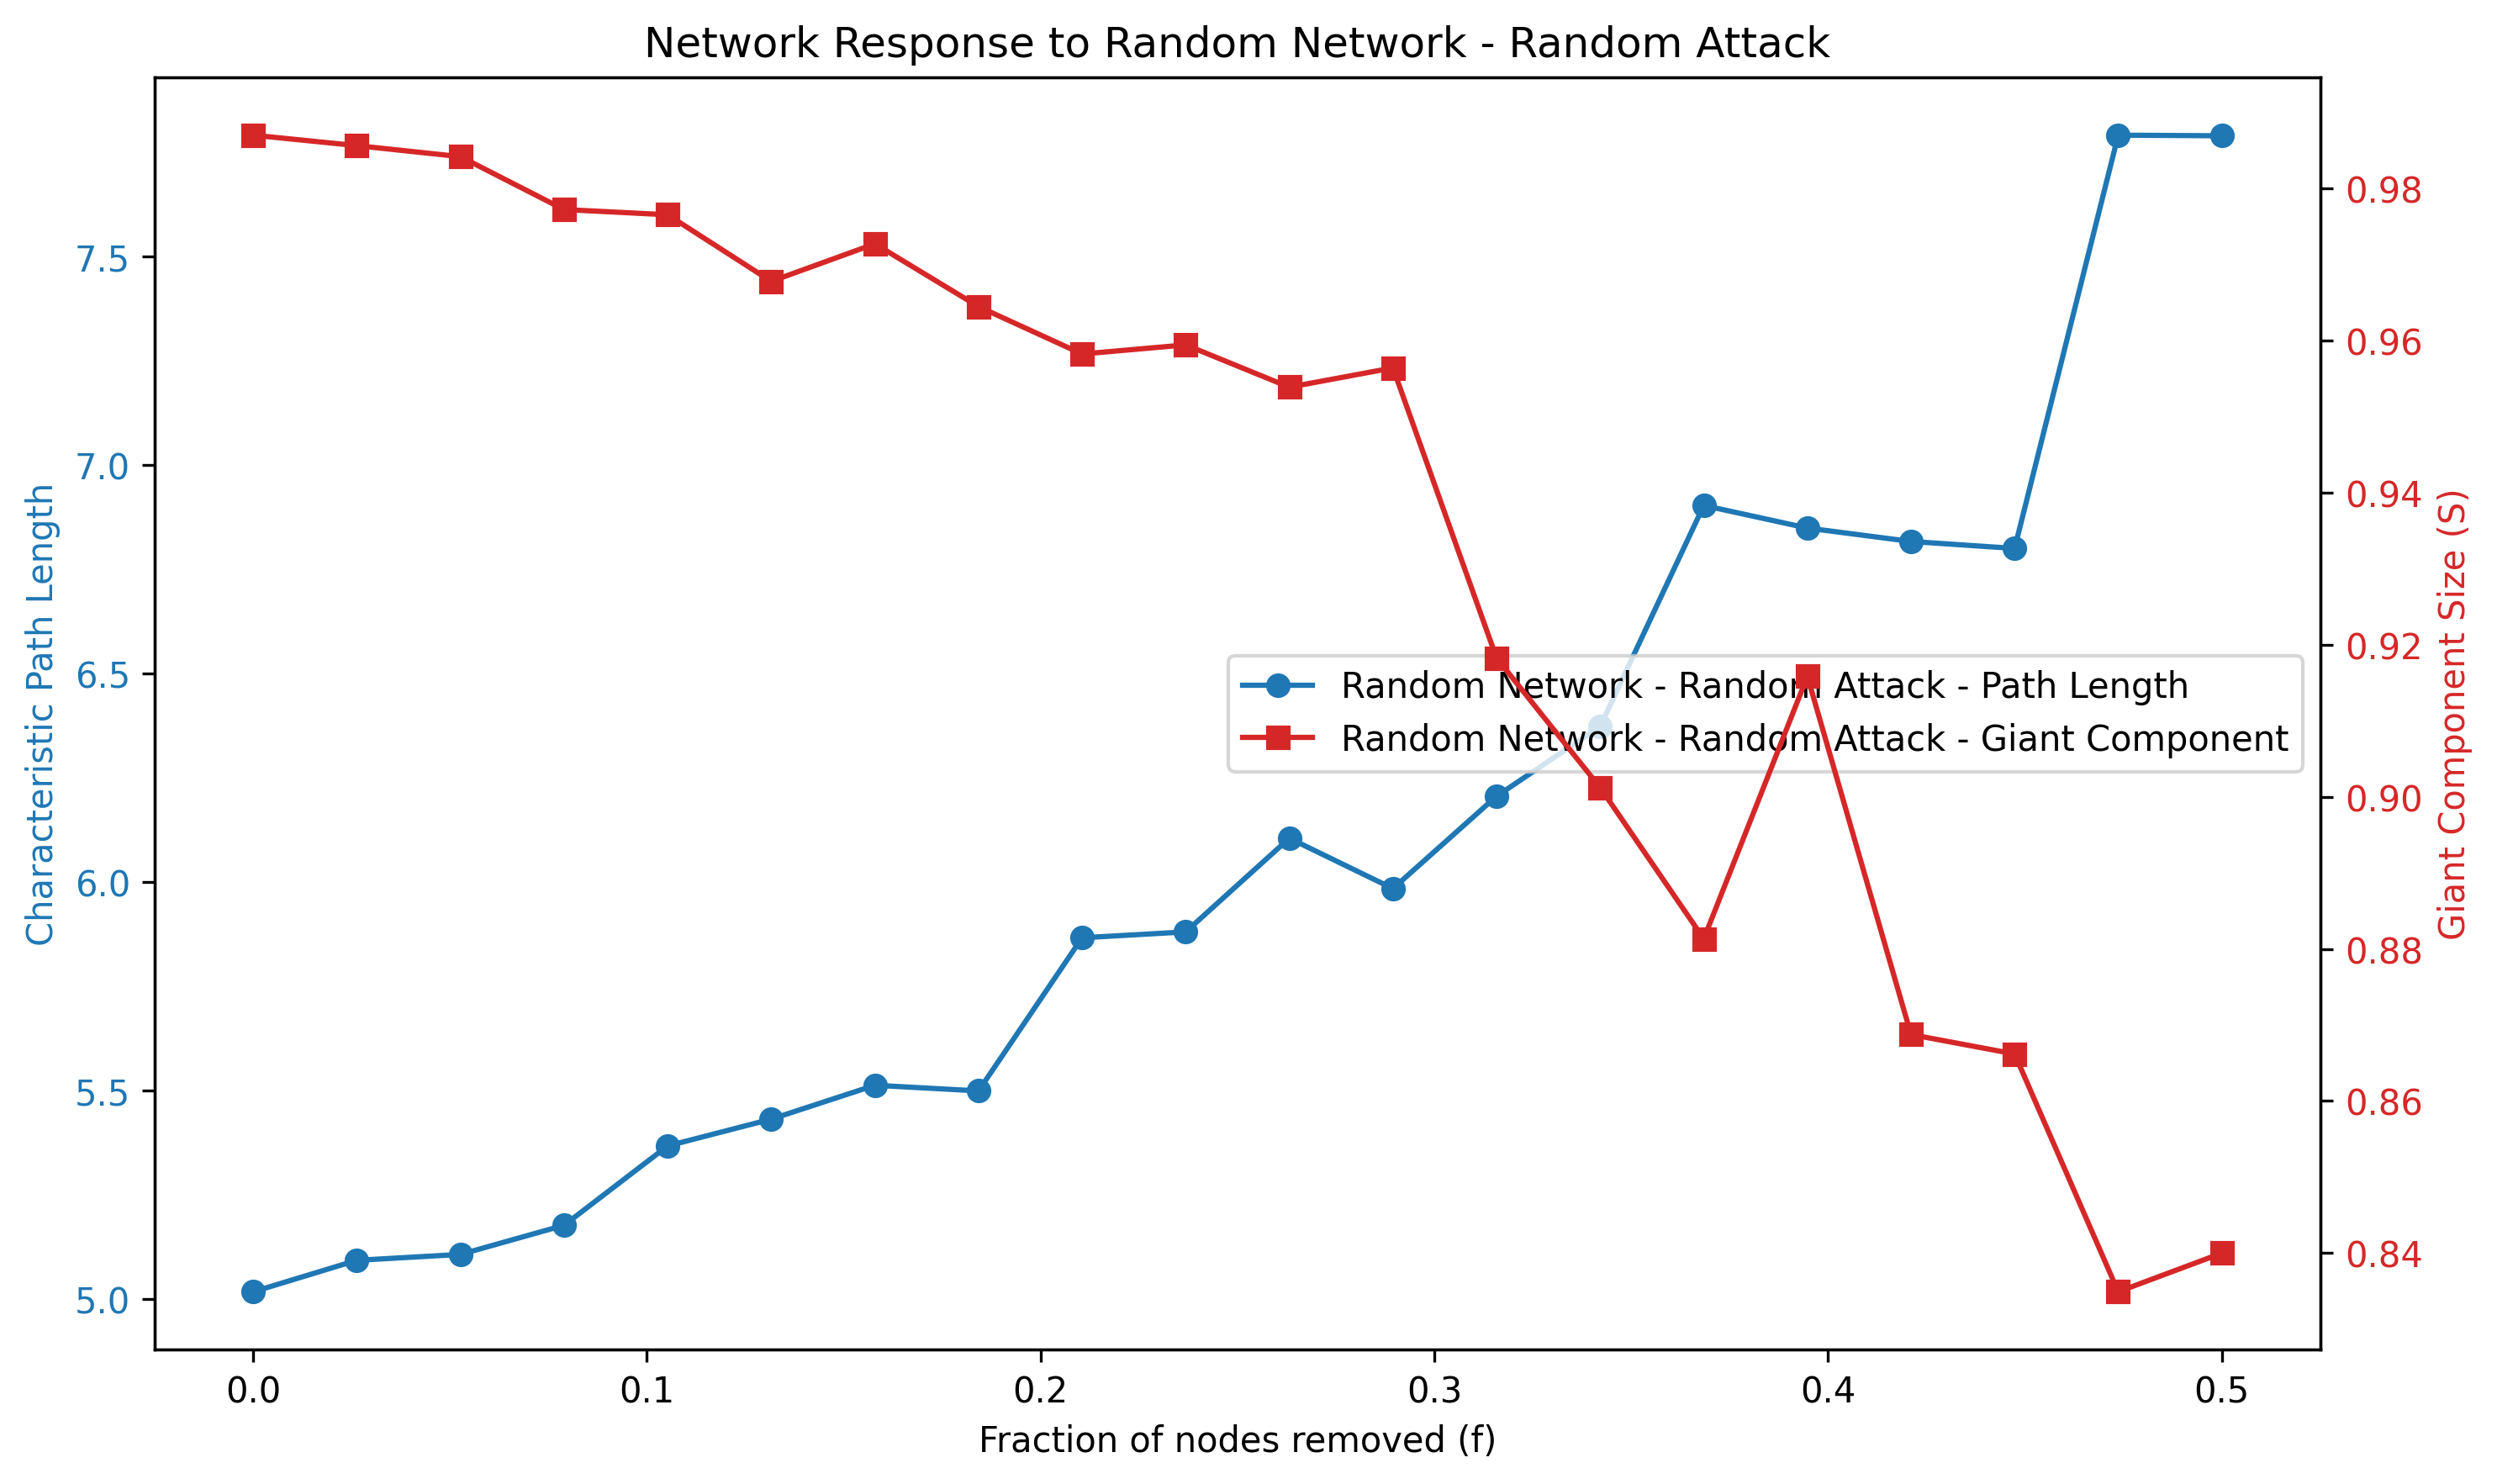 Network Response to Random Network - Random Attack
Characteristic Path Length
7.5
7.0
6.5
6.0
5.5
5.0
Random Network - Random Attack - Path Length
Random Network - Random Attack - Giant Component
0.98
0.96
0.94
0.92
0.90
0.88
0.86
0.84
Giant Component Size (S)
0.0 0.1 0.2 0.3 0.4 0.5
Fraction of nodes removed (f)